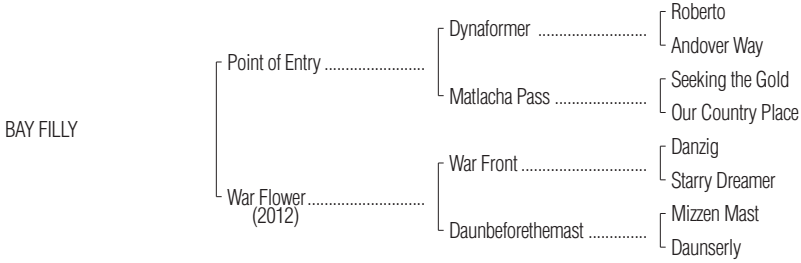 Roberto
Dynaformer ..........................
Andover Way
Point of Entry ........................
Seeking the Gold
Matlacha Pass ......................
Our Country Place
BAY FILLY
Danzig
War Front ..............................
Starry Dreamer
War Flower............................
(2012)
Mizzen Mast
Daunbeforethemast ..............
Daunserly